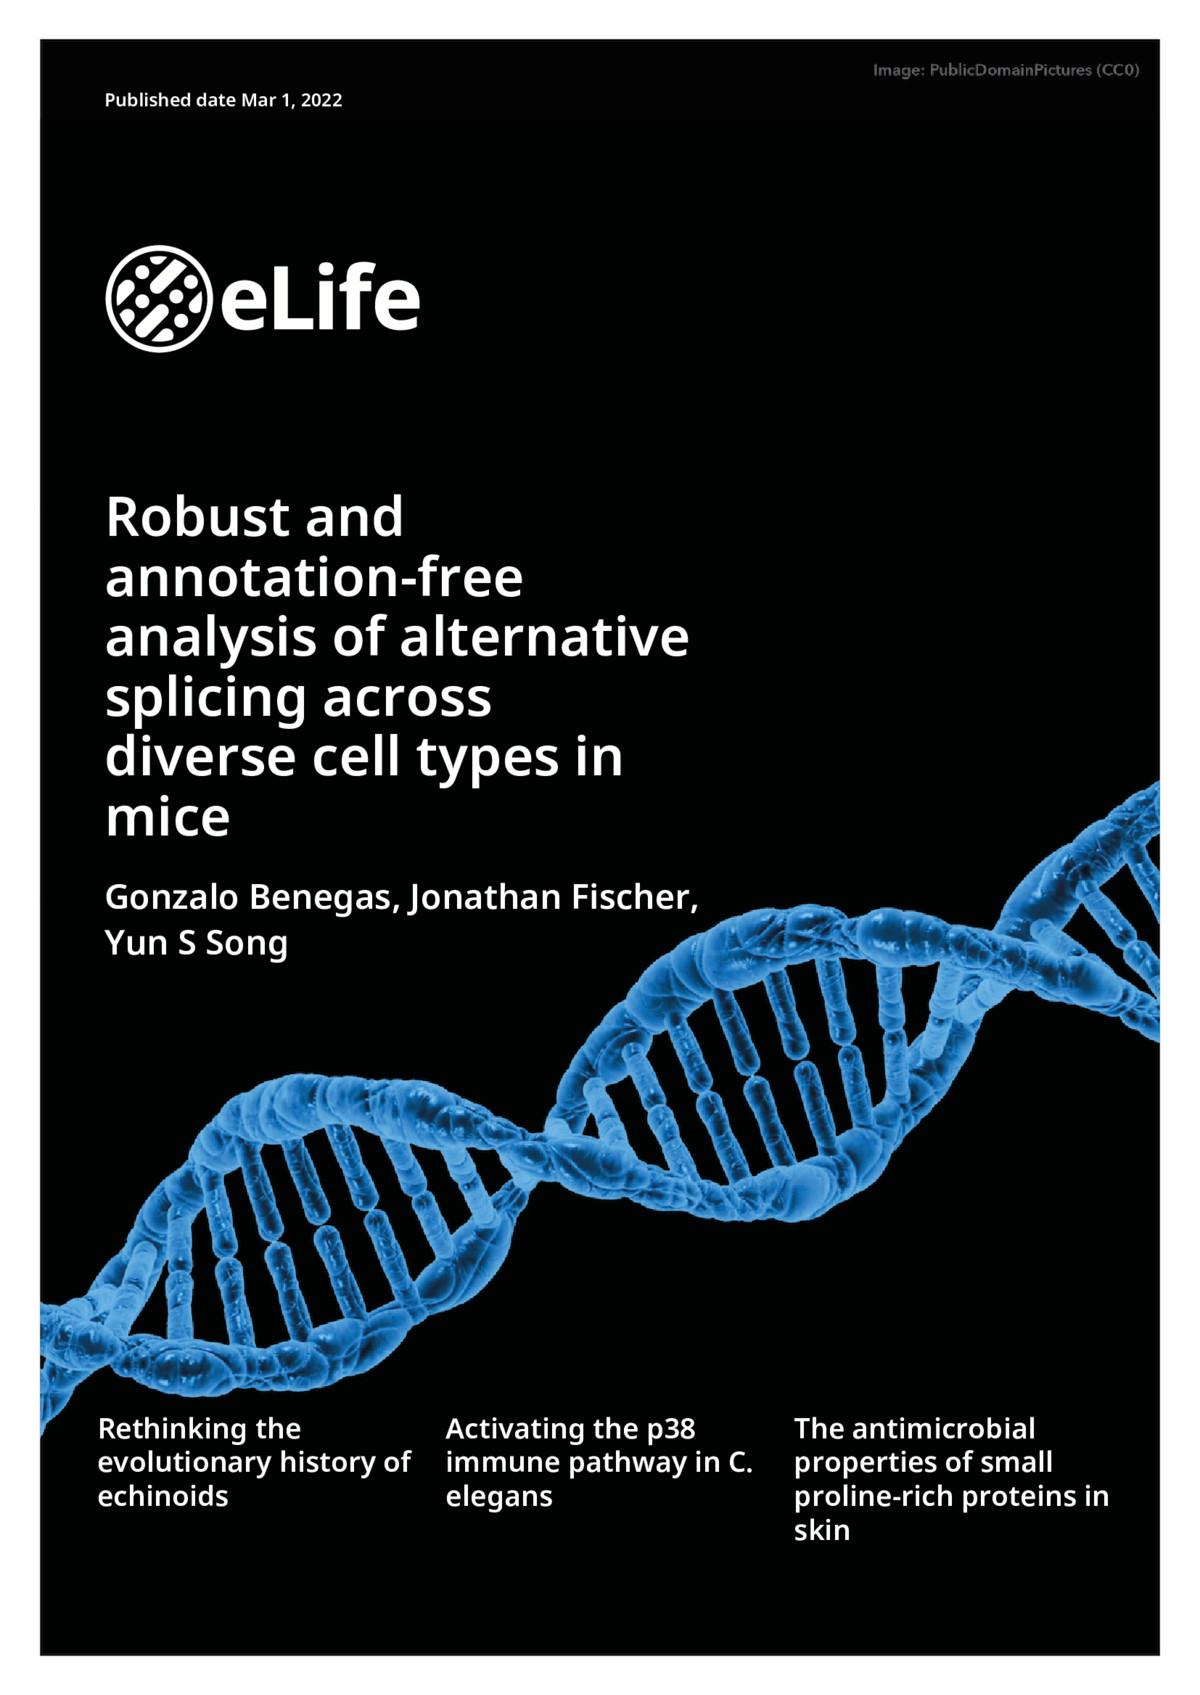 Image: PublicDomainPictures (CC0)
Published date Mar 1, 2022
eLife
Robust and
annotation-free
analysis of alternative
splicing across
diverse cell types in
mice
Gonzalo Benegas, Jonathan Fischer,
Yun S Song
Rethinking the
evolutionary history of
echinoids
Activating the p38
immune pathway in C.
elegans
The antimicrobial
properties of small
proline-rich proteins in
skin